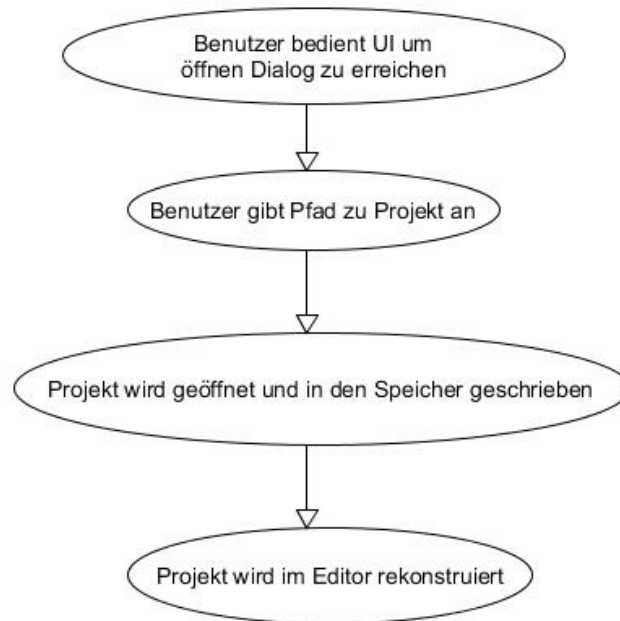 Benutzer bedient UI um
öffnen Dialog zu erreichen
Benutzer gibt Pfad zu Projekt an
Projekt wird geöffnet und in den Speicher geschrieben
Projekt wird im Editor rekonstruiert